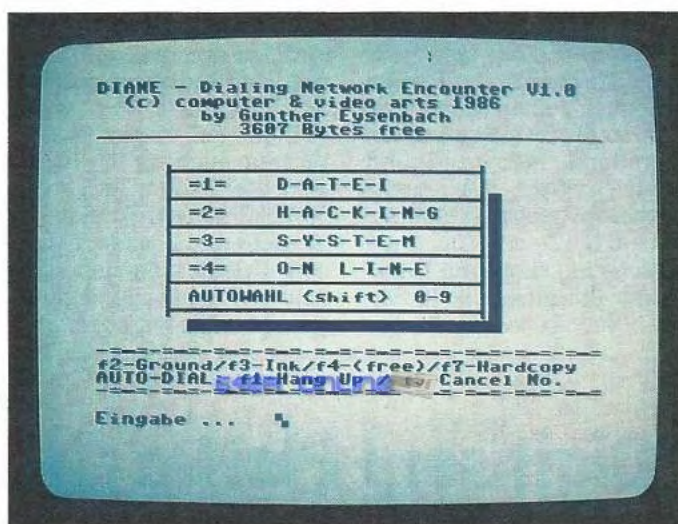 DIANE - Dialing Network Encounter V1.0
(c) computer & video arts 1986
by Gunther Eysenbach
3607 Bytes free
=1= D-A-T-E-I
=2= H-A-C-K-I-N-G
=3= S-Y-S-T-E-M
=4= O-N L-I-N-E
AUTOWAHL <shift> 0-9
f2-Ground/f3-Ink/f4-(free)/f7-Hardcopy
AUTO-DIAL f1 Hang Up / Cancel No.
Eingabe ...